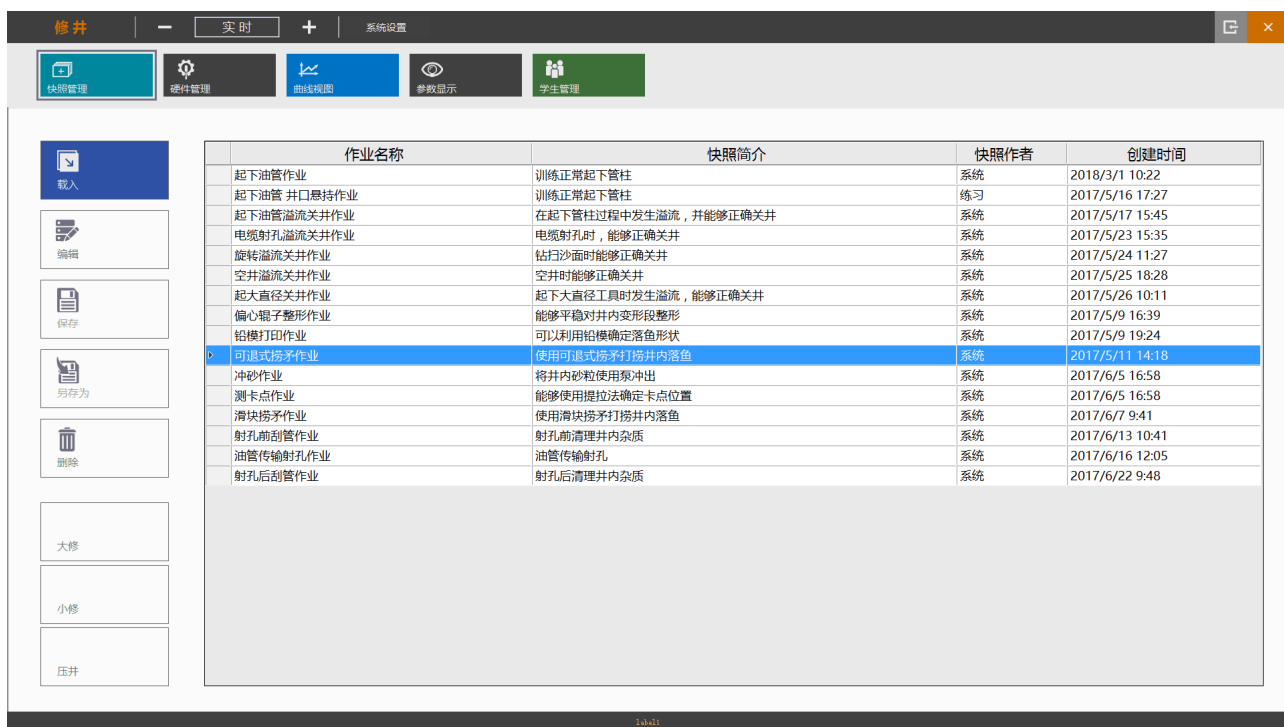 修井 实时 系统设置
快照管理 硬件管理 曲线视图 参数显示 学生管理
载入
编辑
保存
另存为
删除
大修
小修
压井
作业名称 快照简介 快照作者 创建时间
起下油管作业 训练正常起下管柱 系统 2018/3/1 10:22
起下油管 井口悬持作业 训练正常起下管柱 练习 2017/5/16 17:27
起下油管溢流关井作业 在起下管柱过程中发生溢流，并能够正确关井 系统 2017/5/17 15:45
电缆射孔溢流关井作业 电缆射孔时，能够正确关井 系统 2017/5/23 15:35
旋转溢流关井作业 钻扫沙面时能够正确关井 系统 2017/5/24 11:27
空井溢流关井作业 空井时能够正确关井 系统 2017/5/25 18:28
起大直径关井作业 起下大直径工具时发生溢流，能够正确关井 系统 2017/5/26 10:11
偏心辊子整形作业 能够平稳对井内变形段整形 系统 2017/5/9 16:39
铅模打印作业 可以利用铅模确定落鱼形状 系统 2017/5/9 19:24
可退式捞矛作业 使用可退式捞矛打捞井内落鱼 系统 2017/5/11 14:18
冲砂作业 将井内砂粒使用泵冲出 系统 2017/6/5 16:58
测卡点作业 能够使用提拉法确定卡点位置 系统 2017/6/5 16:58
滑块捞矛作业 使用滑块捞矛打捞井内落鱼 系统 2017/6/7 9:41
射孔前刮管作业 射孔前清理井内杂质 系统 2017/6/13 10:41
油管传输射孔作业 油管传输射孔 系统 2017/6/16 12:05
射孔后刮管作业 射孔后清理井内杂质 系统 2017/6/22 9:48
label1